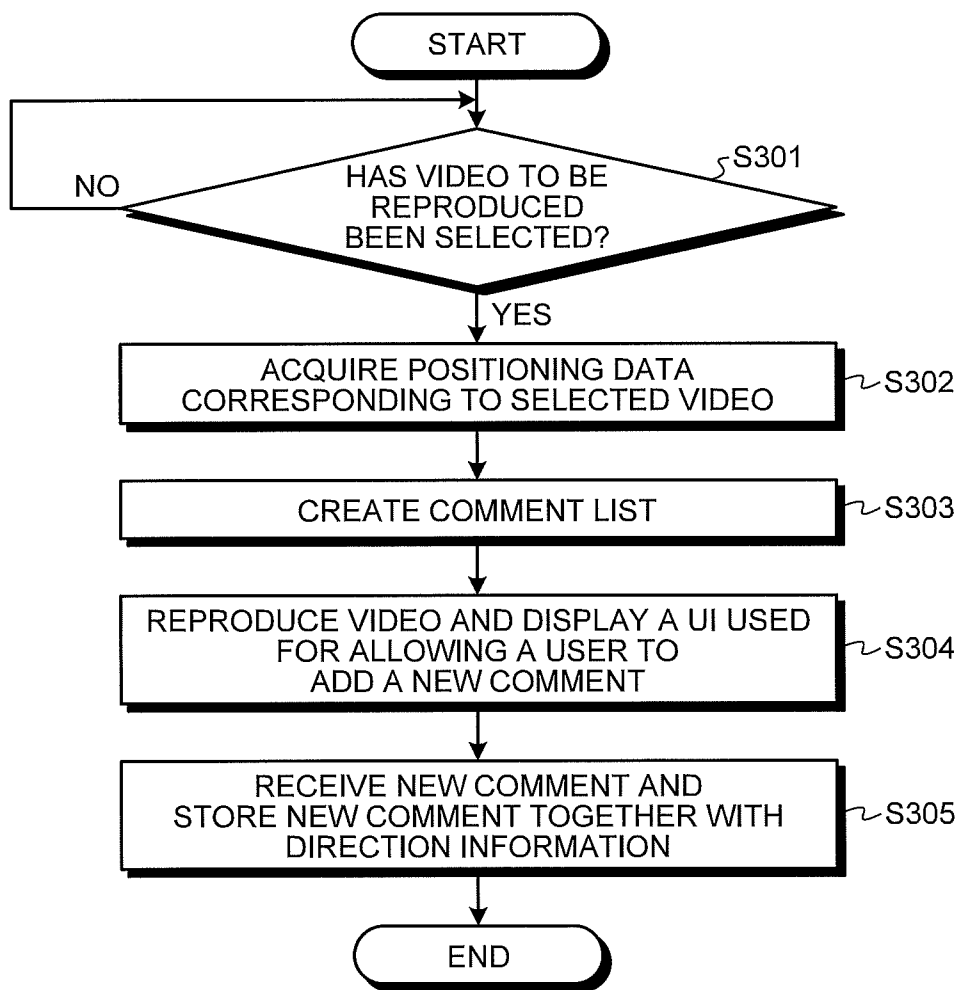 START
HAS VIDEO TO BE
REPRODUCED
BEEN SELECTED?
S301
NO
YES
ACQUIRE POSITIONING DATA
CORRESPONDING TO SELECTED VIDEO
S302
CREATE COMMENT LIST
S303
REPRODUCE VIDEO AND DISPLAY A UI USED
FOR ALLOWING A USER TO
ADD A NEW COMMENT
S304
RECEIVE NEW COMMENT AND
STORE NEW COMMENT TOGETHER WITH
DIRECTION INFORMATION
S305
END